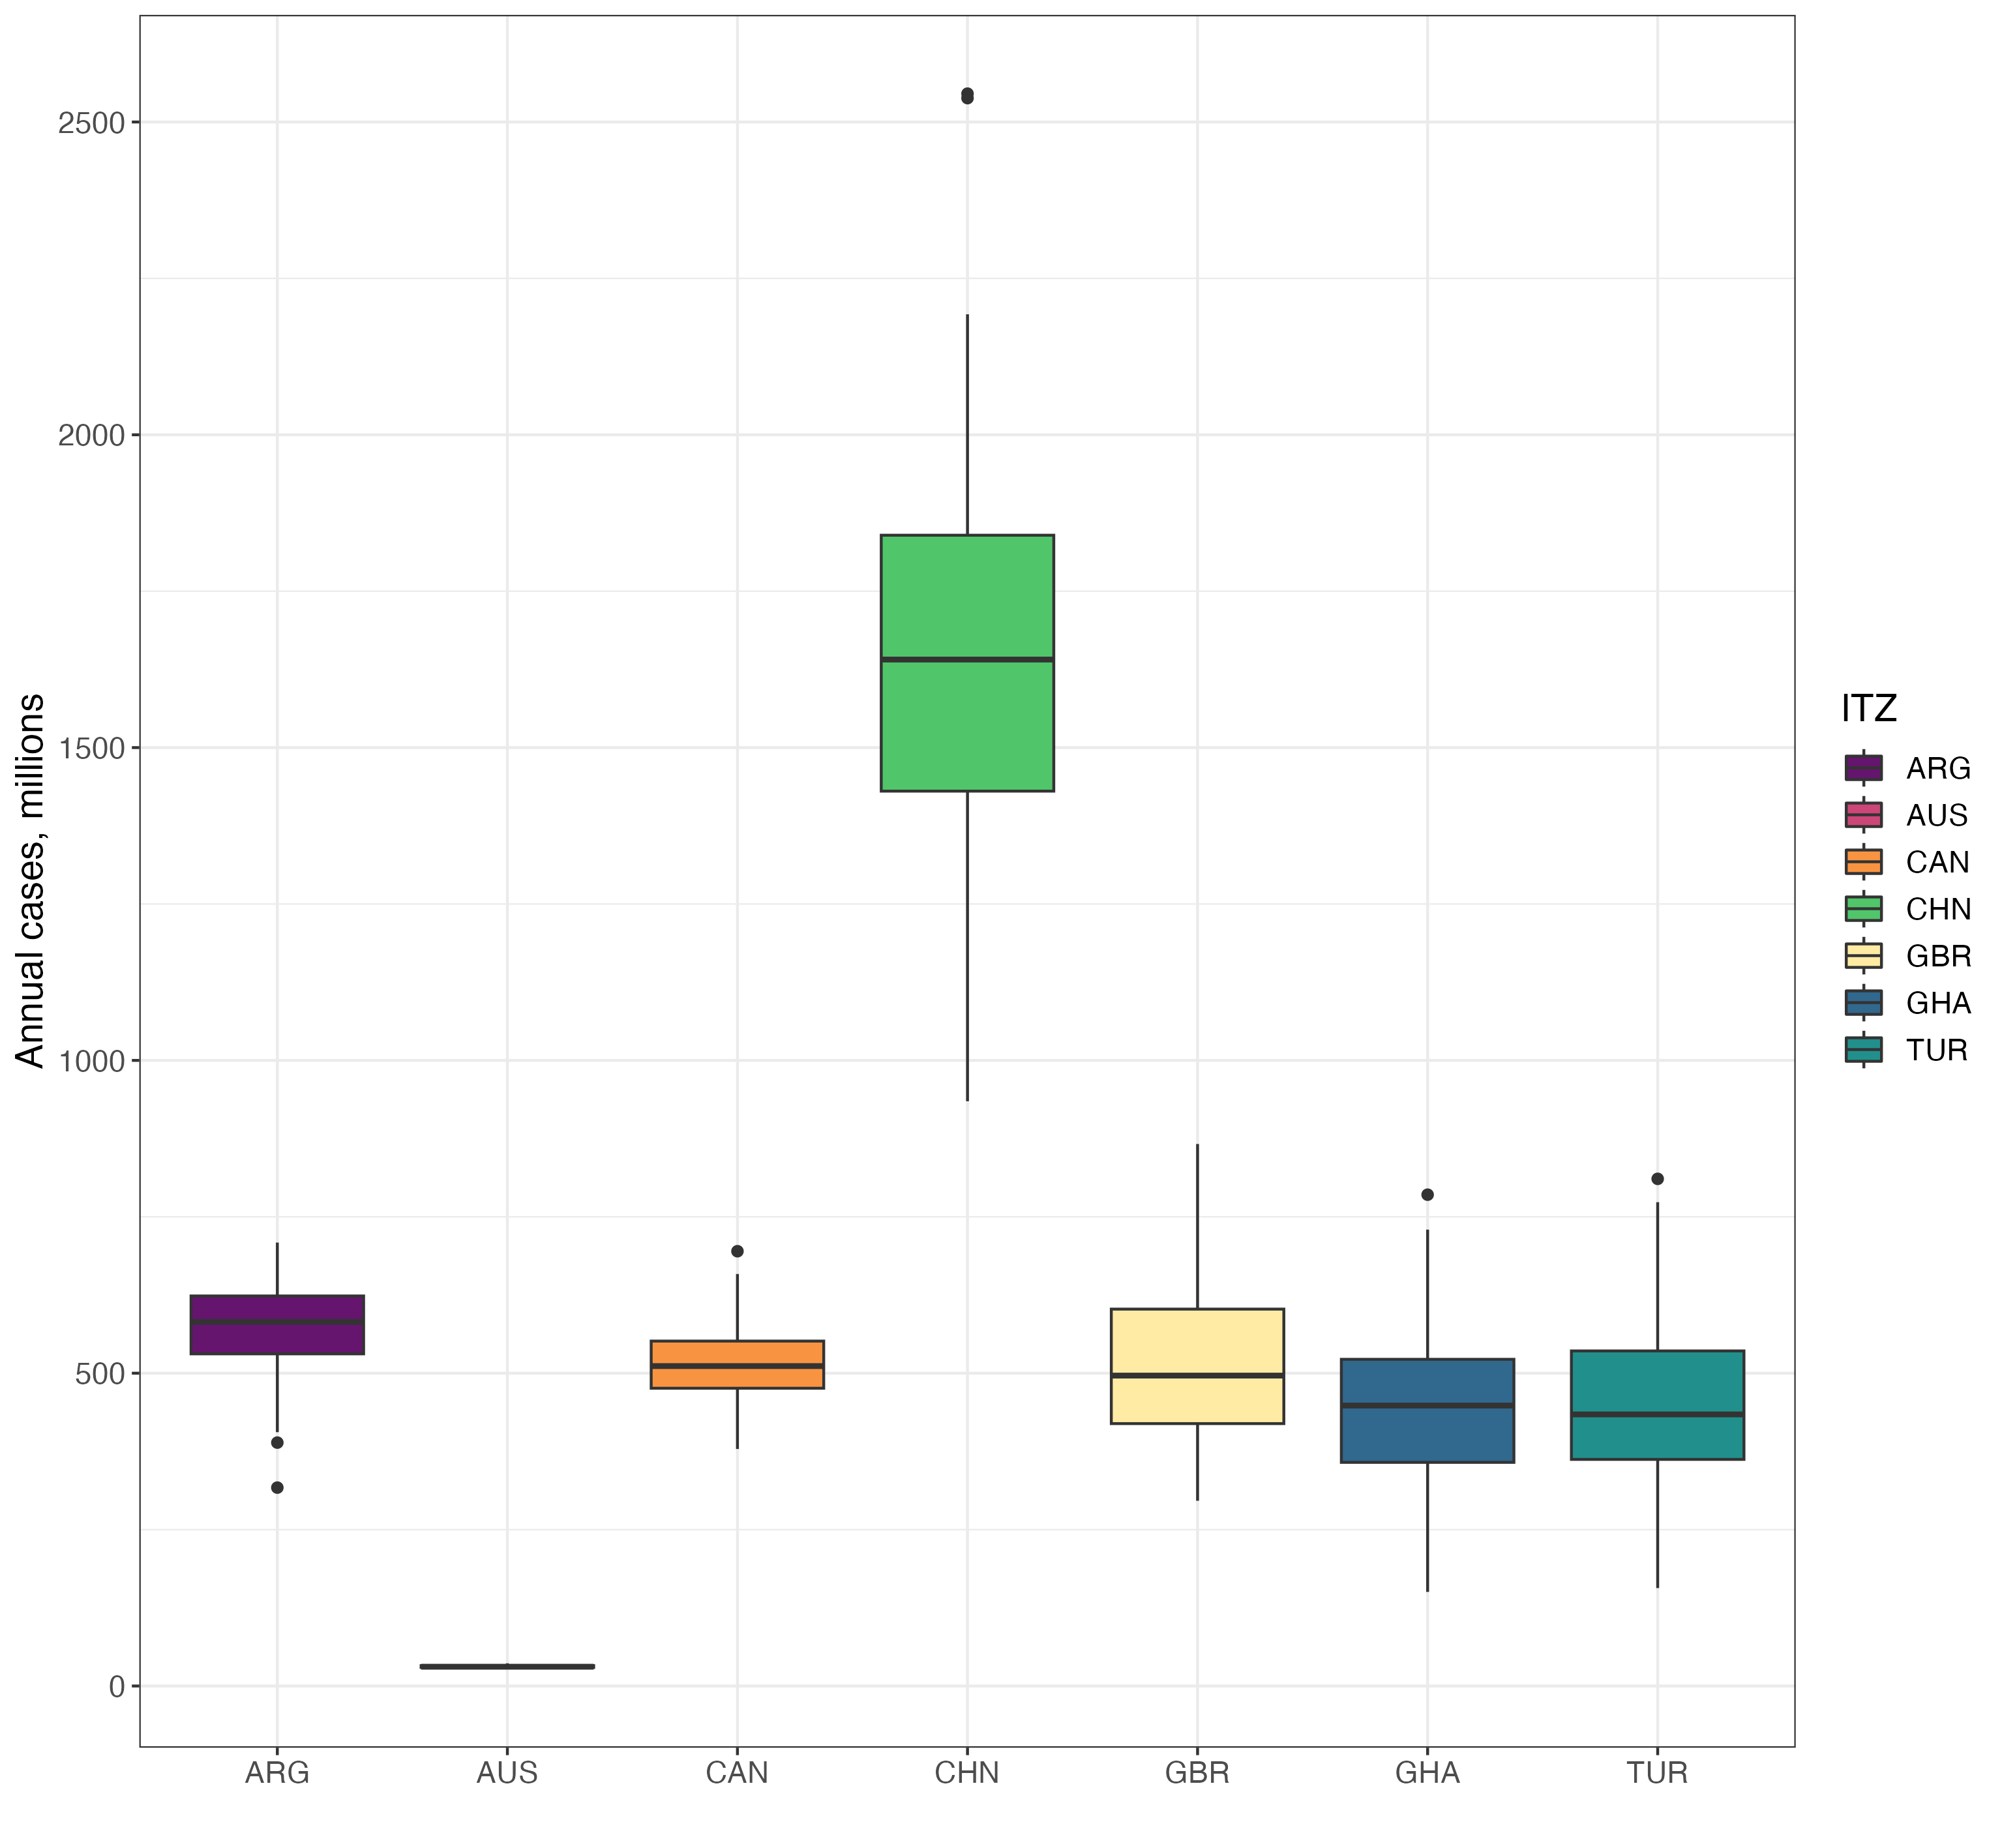 Annual cases, millions
2500
2000
1500
1000
500
0
ARG
AUS
CAN
CHN
GBR
GHA
TUR
ITZ
ARG
AUS
CAN
CHN
GBR
GHA
TUR